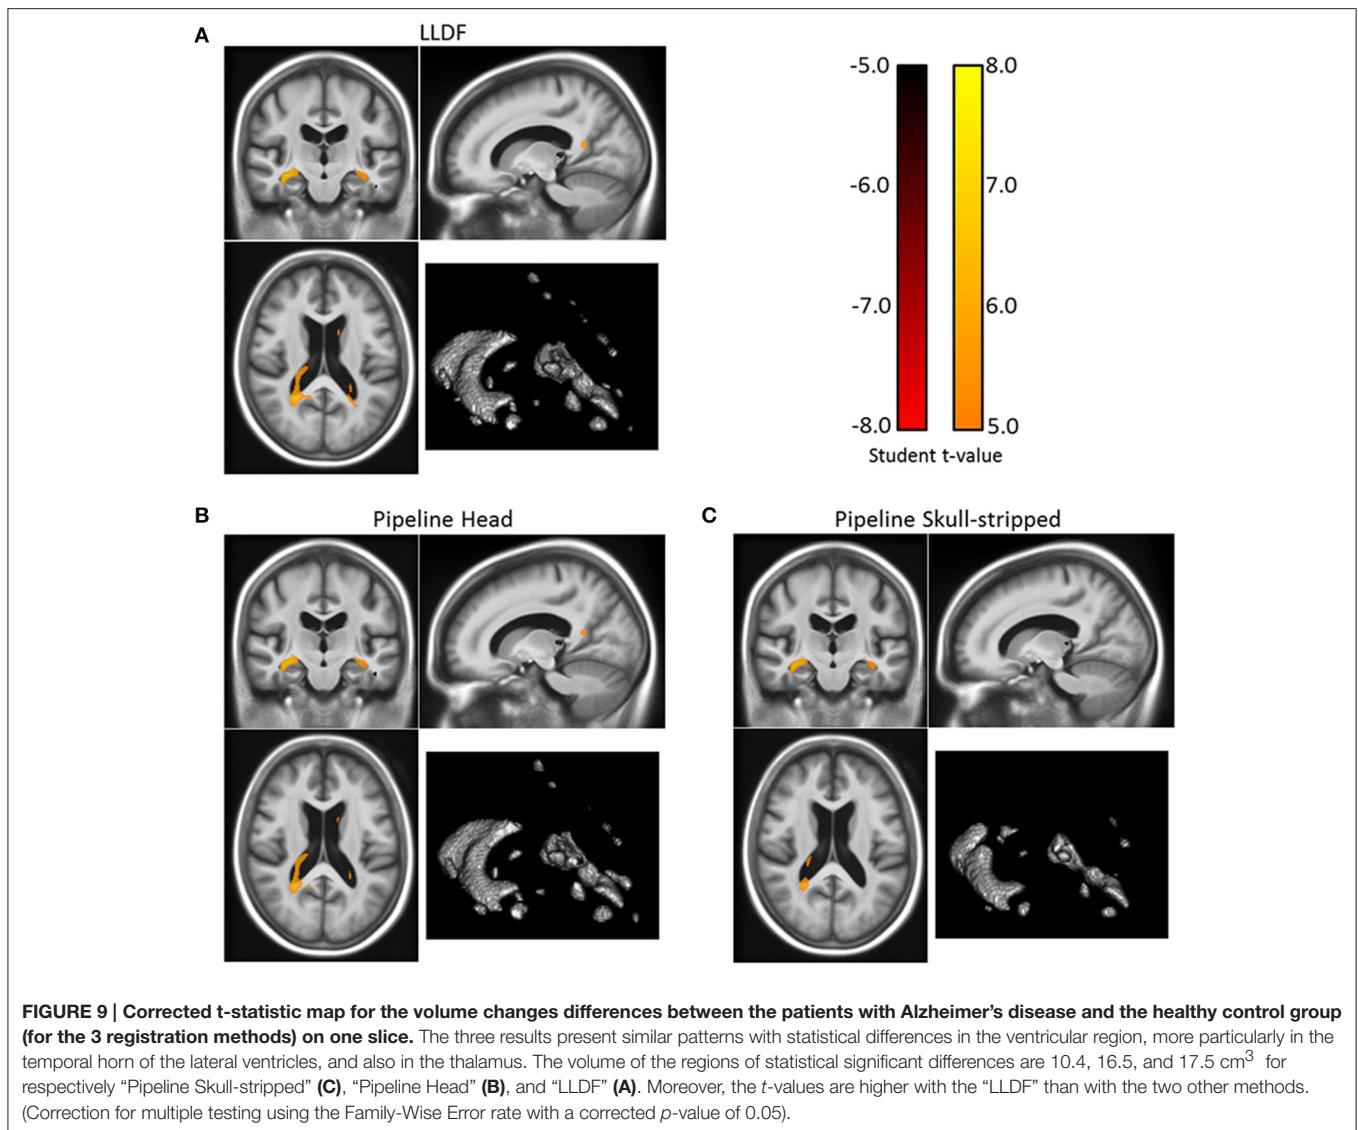 A
LLDF
-5.0
8.0
-6.0
7.0
-7.0
6.0
-8.0
5.0
Student t-value
B
Pipeline Head
C
Pipeline Skull-stripped
FIGURE 9 | Corrected t-statistic map for the volume changes differences between the patients with Alzheimer's disease and the healthy control group
(for the 3 registration methods) on one slice. The three results present similar patterns with statistical differences in the ventricular region, more particularly in the
temporal horn of the lateral ventricles, and also in the thalamus. The volume of the regions of statistical significant differences are 10.4, 16.5, and 17.5 cm³ for
respectively “Pipeline Skull-stripped” (C), “Pipeline Head” (B), and “LLDF” (A). Moreover, the t-values are higher with the “LLDF” than with the two other methods.
(Correction for multiple testing using the Family-Wise Error rate with a corrected p-value of 0.05).